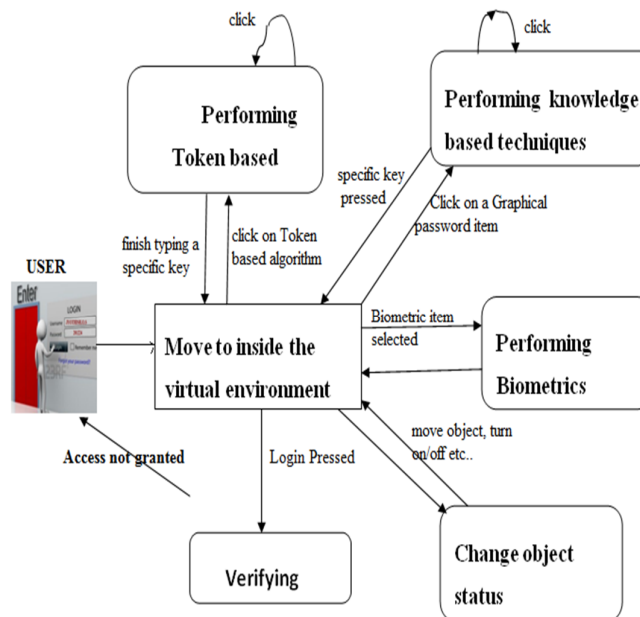 click
click
Performing
Token based
Performing knowledge
based techniques
specific key
pressed
Click on a Graphical
password item
finish typing a
specific key
click on Token
based algorithm
USER
Enter
LOGIN
Move to inside the
virtual environment
Biometric item
selected
Performing
Biometrics
move object, turn
on/off etc..
Access not granted
Login Pressed
Verifying
Change object
status